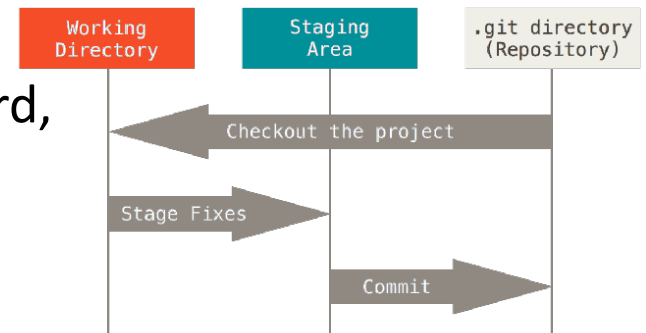 Working
Directory
Staging
Area
.git directory
(Repository)
rd,
Checkout the project
Stage Fixes
Commit